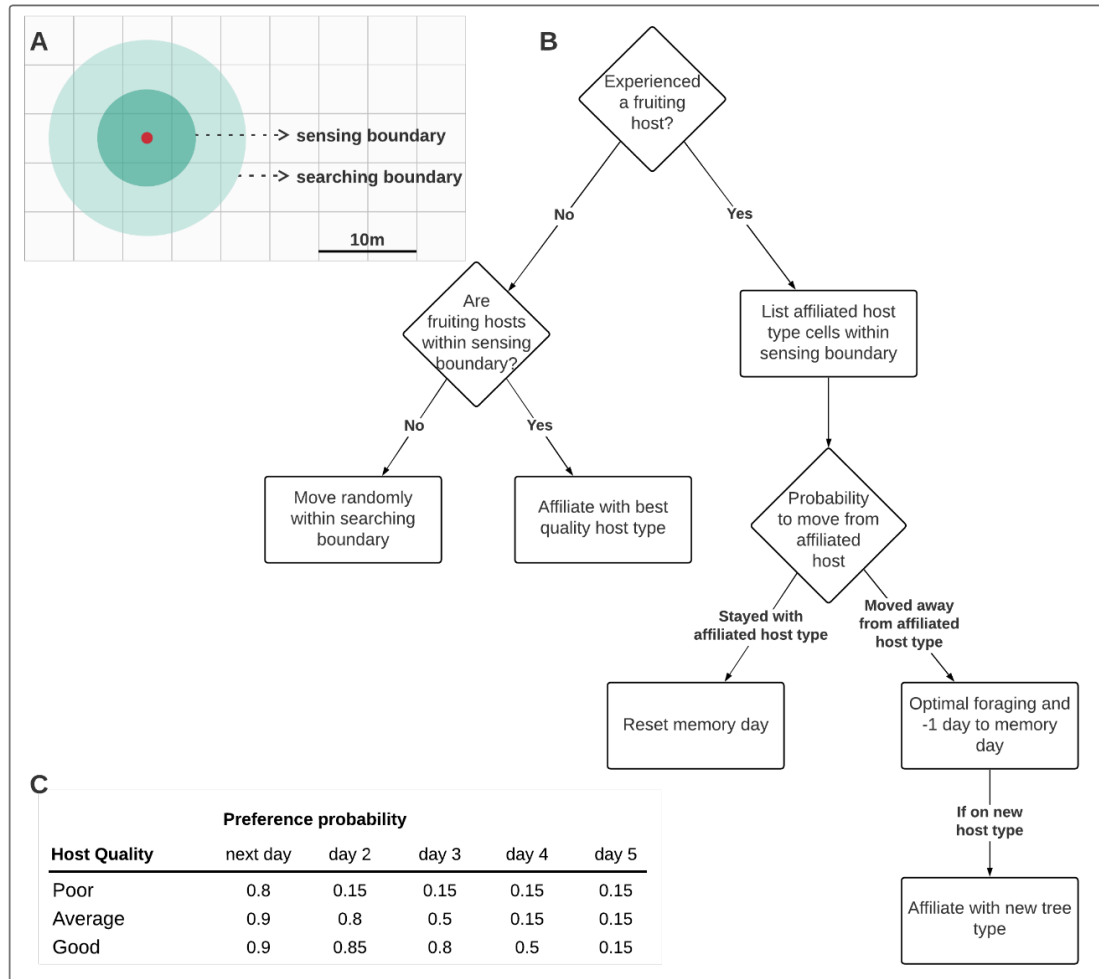 A
sensing boundary
searching boundary
10m
B
Experienced
a fruiting
host?
No
Yes
Are
fruiting hosts
within sensing
boundary?
List affiliated host
type cells within
sensing boundary
No
Yes
Move randomly
within searching
boundary
Affiliate with best
quality host type
Probability
to move from
affiliated
host
Stayed with
affiliated host type
Moved away
from affiliated
host type
Reset memory day
Optimal foraging and
-1 day to memory
day
If on new
host type
Affiliate with new tree
type
C
Preference probability
Host Quality next day day 2 day 3 day 4 day 5
Poor 0.8 0.15 0.15 0.15 0.15
Average 0.9 0.8 0.5 0.15 0.15
Good 0.9 0.85 0.8 0.5 0.15